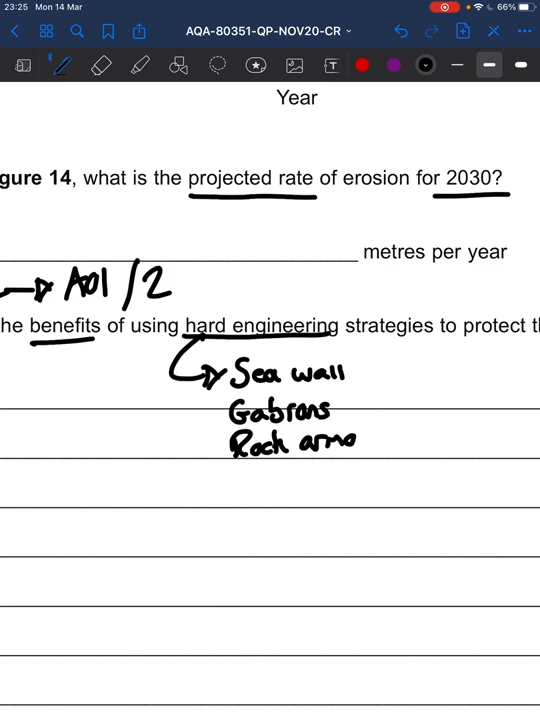 23:25 Mon 14 Mar 66%
AQA-80351-QP-NOV20-CR
Year
gure 14, what is the projected rate of erosion for 2030?
metres per year
AO1/2
he benefits of using hard engineering strategies to protect t
Sea wall
Gabions
Rock armo